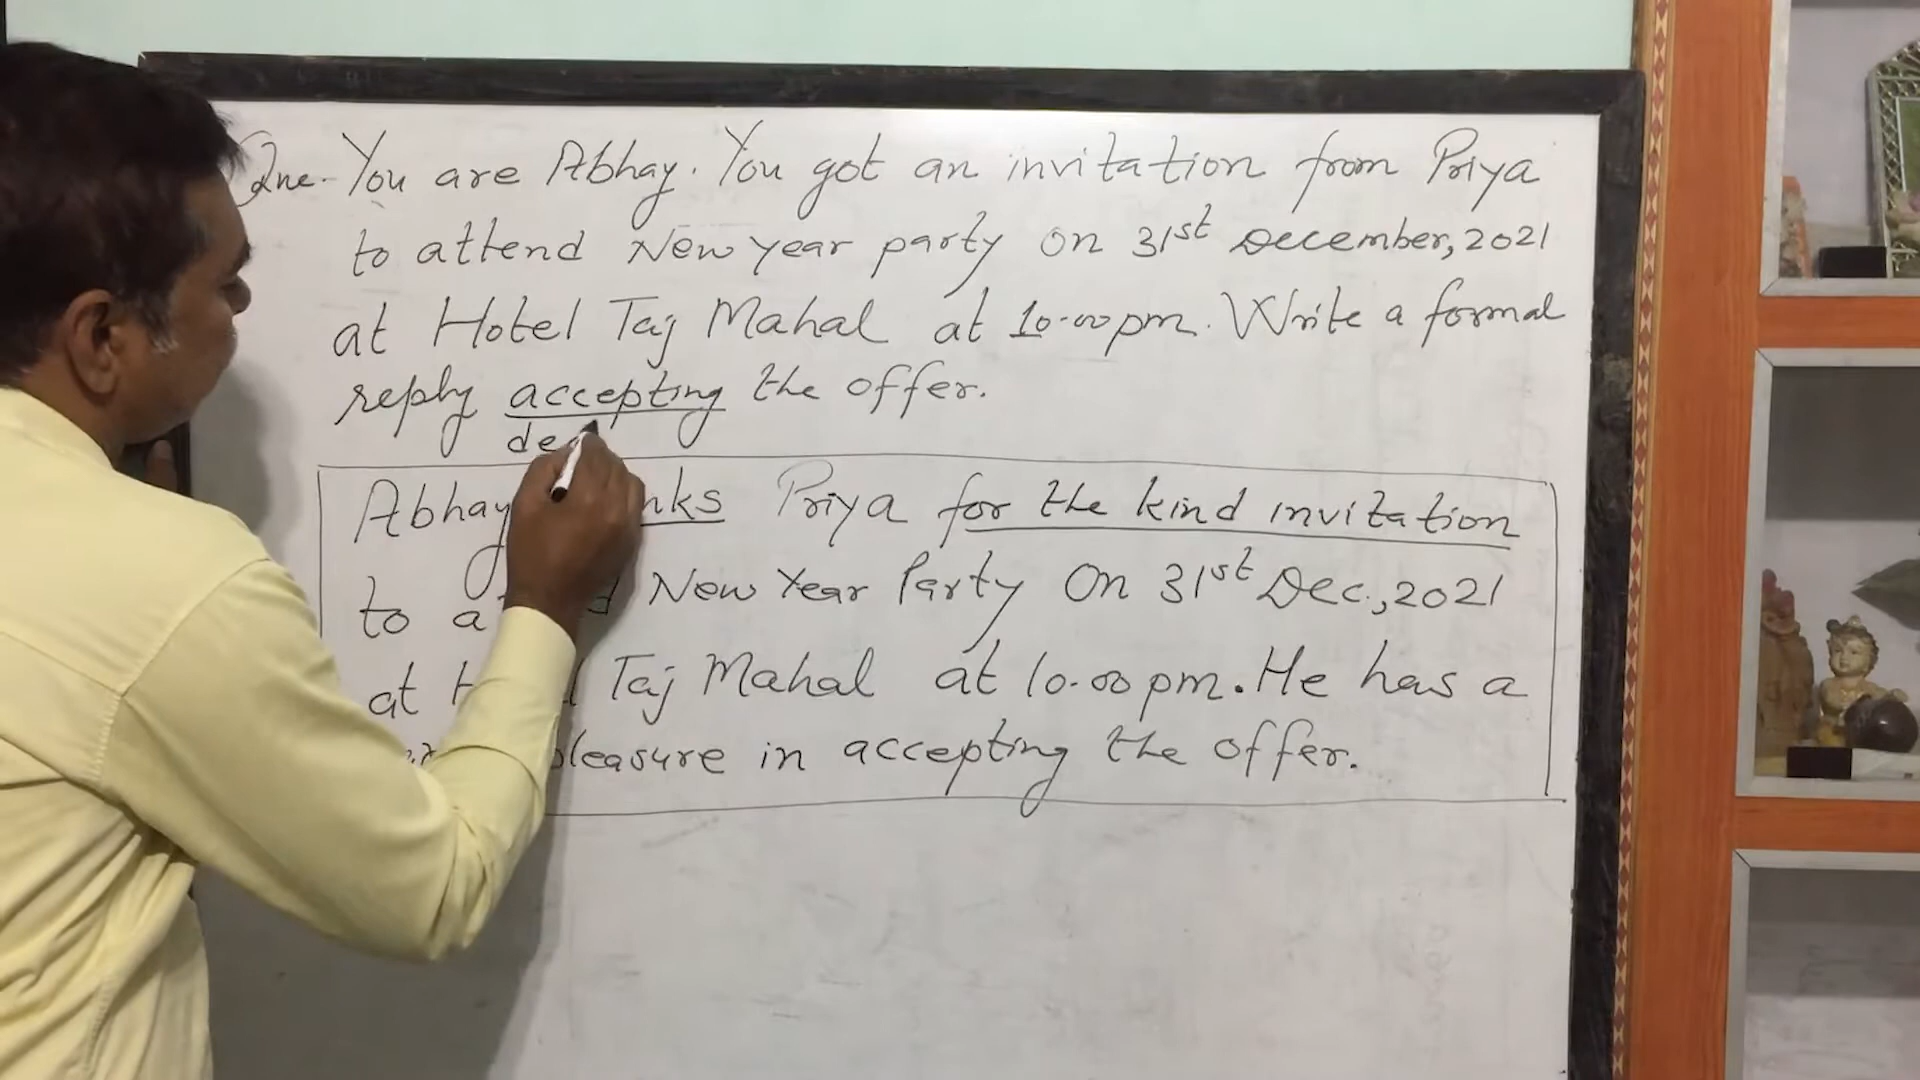 Que. You are Abhay. You got an invitation from Priya
to attend New year party on 31st December, 2021
at Hotel Taj Mahal at 10.00pm. Write a formal
reply accepting the offer.
de
Abhay Priya for the kind invitation
to New Year Party On 31st Dec., 2021
at Taj Mahal at 10.00 pm. He has a
pleasure in accepting the offer.